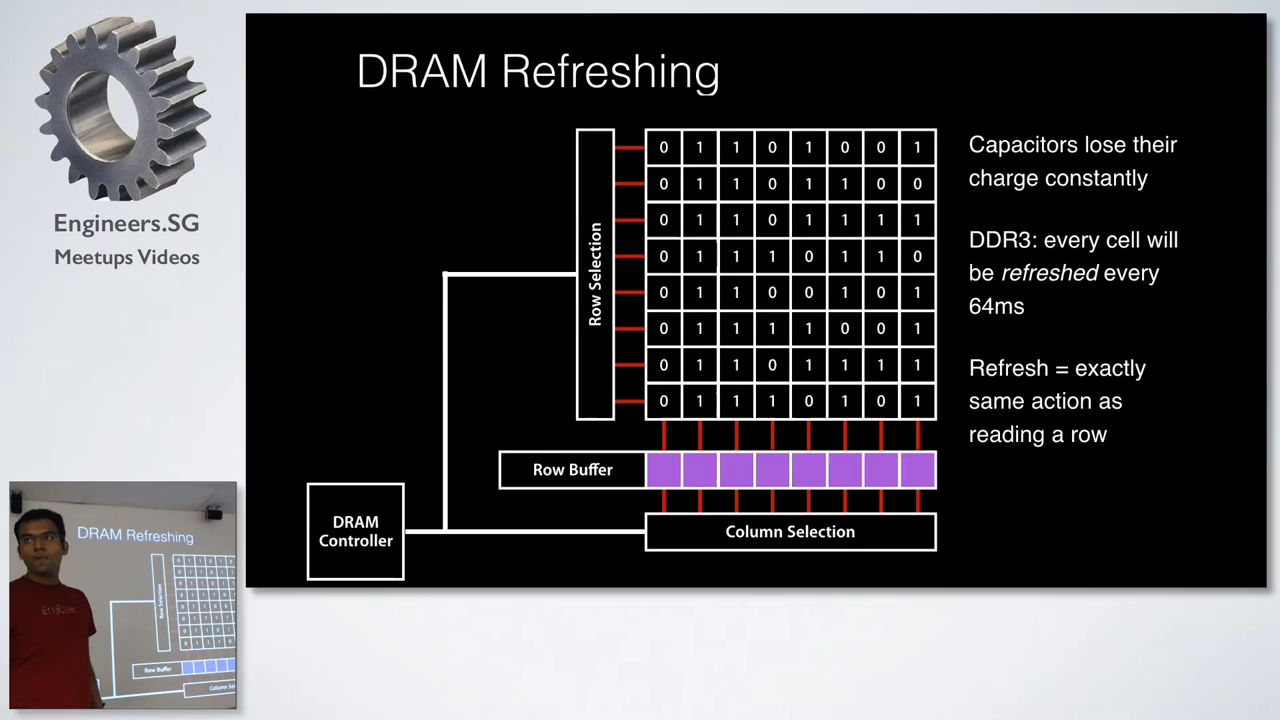 Engineers.SG
Meetups Videos
DRAM Refreshing
Row Selection
0 1 1 0 1 0 0 1
0 1 1 0 1 1 0 0
0 1 1 0 1 1 1 1
0 1 1 1 0 1 1 0
0 1 1 0 0 1 0 1
0 1 1 1 1 0 0 1
0 1 1 0 1 1 1 1
0 1 1 1 0 1 0 1
Row Buffer
Column Selection
DRAM
Controller
Capacitors lose their
charge constantly
DDR3: every cell will
be refreshed every
64ms
Refresh = exactly
same action as
reading a row
DRAM Refreshing
Row Selection
Row Buffer